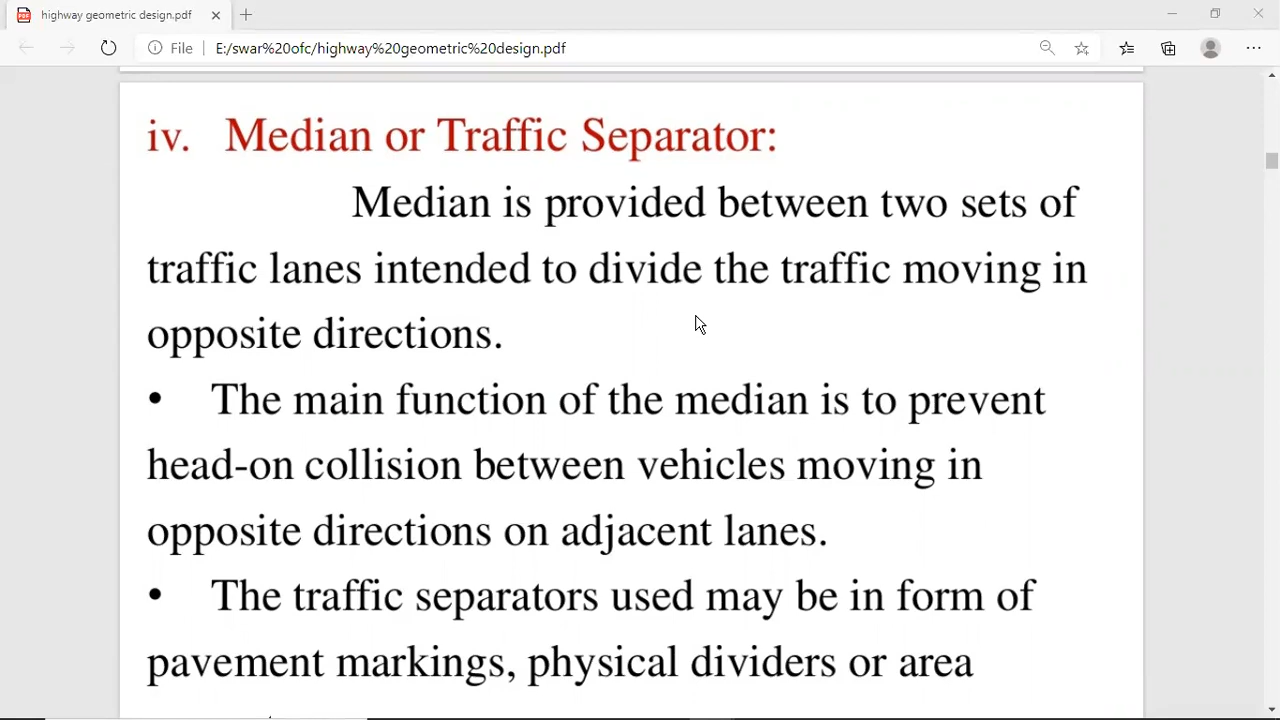 highway geometric design.pdf
File
E:/swar%20ofc/highway%20geometric%20design.pdf
iv. Median or Traffic Separator:
Median is provided between two sets of
traffic lanes intended to divide the traffic moving in
opposite directions.
• The main function of the median is to prevent
head-on collision between vehicles moving in
opposite directions on adjacent lanes.
• The traffic separators used may be in form of
pavement markings, physical dividers or area